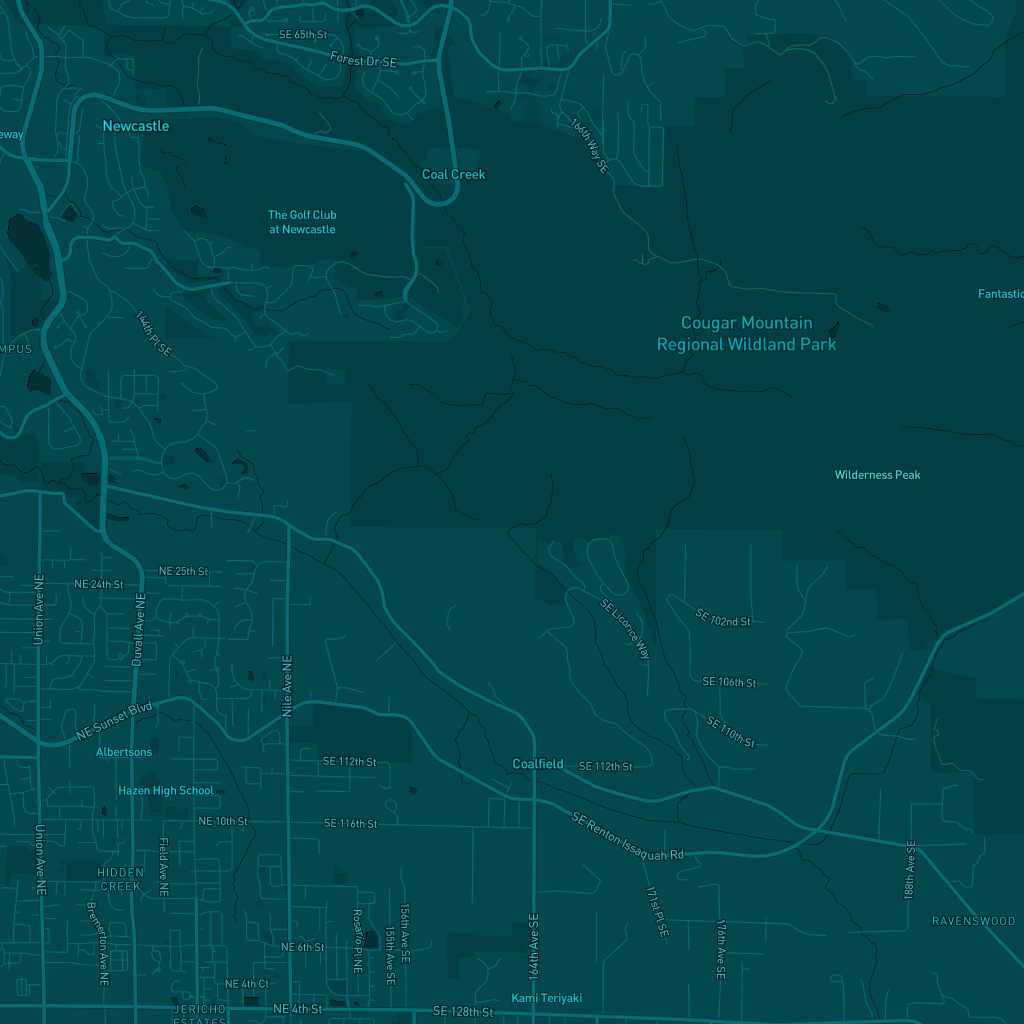 SE 65th St
Forest Dr SE
Newcastle
eway
166th Way SE
Coal Creek
The Golf Club
at Newcastle
Fantastic
144th Pl SE
Cougar Mountain
Regional Wildland Park
MPUS
Wilderness Peak
NE 25th St
NE 24th St
Union Ave NE
Duvall Ave NE
SE Licorice Way
SE 102nd St
Nile Ave NE
SE 106th St
NE Sunset Blvd
SE 110th St
Albertsons
SE 112th St
Coalfield
SE 112th St
Hazen High School
NE 10th St
SE 116th St
SE Renton Issaquah Rd
Union Ave NE
Field Ave NE
188th Ave SE
HIDDEN
CREEK
171st Pl SE
Bremerton Ave NE
Rosario Pl NE
156th Ave SE
155th Ave SE
164th Ave SE
176th Ave SE
RAVENSWOOD
NE 6th St
NE 4th Ct
Kami Teriyaki
JERICHO
ESTATES
NE 4th St
SE 128th St